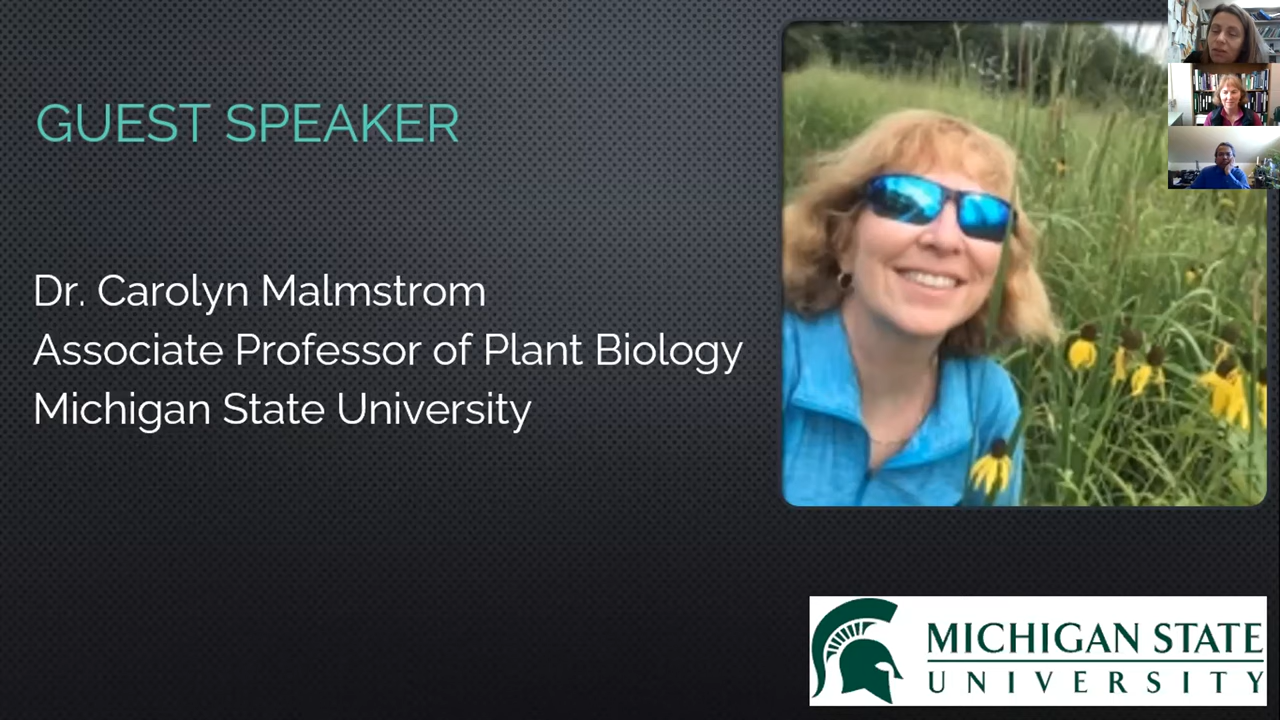 GUEST SPEAKER
Dr. Carolyn Malmstrom
Associate Professor of Plant Biology
Michigan State University
MICHIGAN STATE
UNIVERSITY